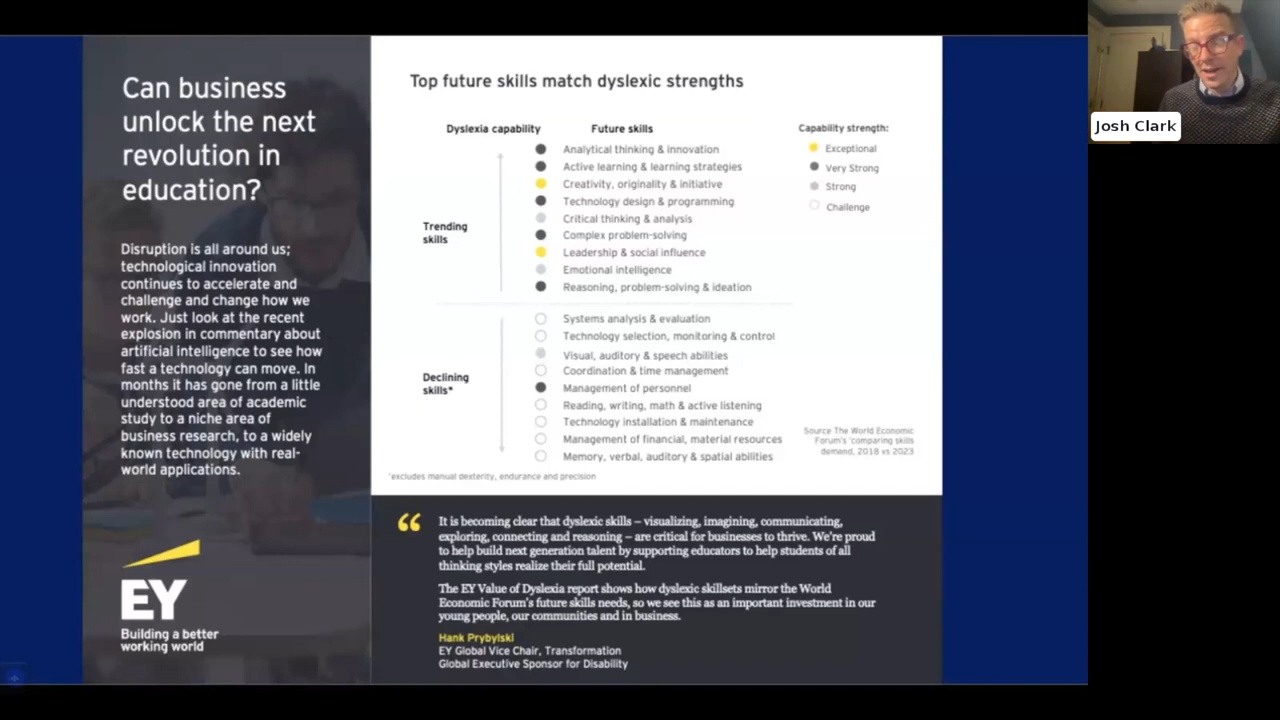 Can business
unlock the next
revolution in
education?
Disruption is all around us;
technological innovation
continues to accelerate and
challenge and change how we
work. Just look at the recent
explosion in commentary about
artificial intelligence to see how
fast a technology can move. In
months it has gone from a little
understood area of academic
study to a niche area of
business research, to a widely
known technology with real-
world applications.
EY
Building a better
working world
Top future skills match dyslexic strengths
Dyslexia capability
Future skills
Capability strength:
Exceptional
Very Strong
Strong
Challenge
Trending
skills
Analytical thinking & innovation
Active learning & learning strategies
Creativity, originality & initiative
Technology design & programming
Critical thinking & analysis
Complex problem-solving
Leadership & social influence
Emotional intelligence
Reasoning, problem-solving & ideation
Declining
skills*
Systems analysis & evaluation
Technology selection, monitoring & control
Visual, auditory & speech abilities
Coordination & time management
Management of personnel
Reading, writing, math & active listening
Technology installation & maintenance
Management of financial, material resources
Memory, verbal, auditory & spatial abilities
Source The World Economic
Forum's 'comparing skills
demand, 2018 vs 2023
*excludes manual dexterity, endurance and precision
“
It is becoming clear that dyslexic skills – visualizing, imagining, communicating,
exploring, connecting and reasoning – are critical for businesses to thrive. We're proud
to help build next generation talent by supporting educators to help students of all
thinking styles realize their full potential.
The EY Value of Dyslexia report shows how dyslexic skillsets mirror the World
Economic Forum's future skills needs, so we see this as an important investment in our
young people, our communities and in business.
Hank Prybylski
EY Global Vice Chair, Transformation
Global Executive Sponsor for Disability
Josh Clark